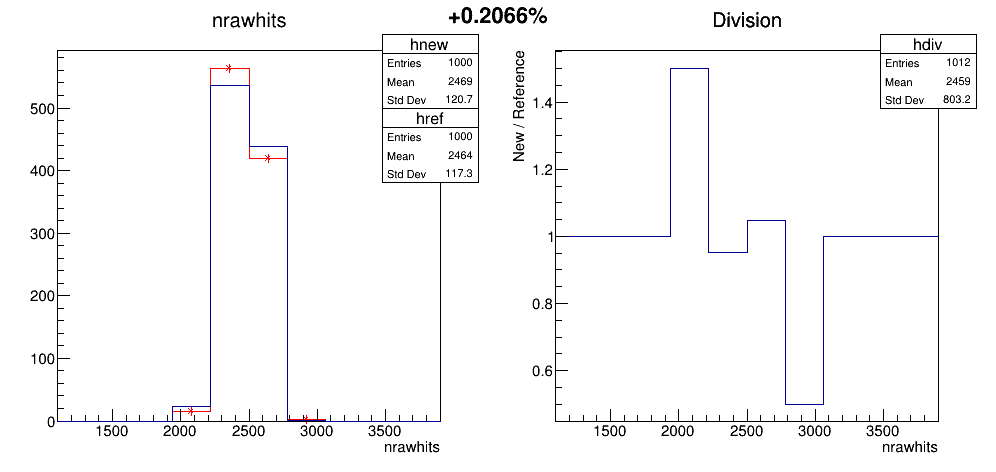 +0.2066%
nrawhits
hnew
Entries 1000
Mean 2469
Std Dev 120.7
href
Entries 1000
Mean 2464
Std Dev 117.3
500
400
300
200
100
0
1500 2000 2500 3000 3500
nrawhits
Division
hdiv
Entries 1012
Mean 2459
Std Dev 803.2
New / Reference
1.4
1.2
1
0.8
0.6
1500 2000 2500 3000 3500
nrawhits